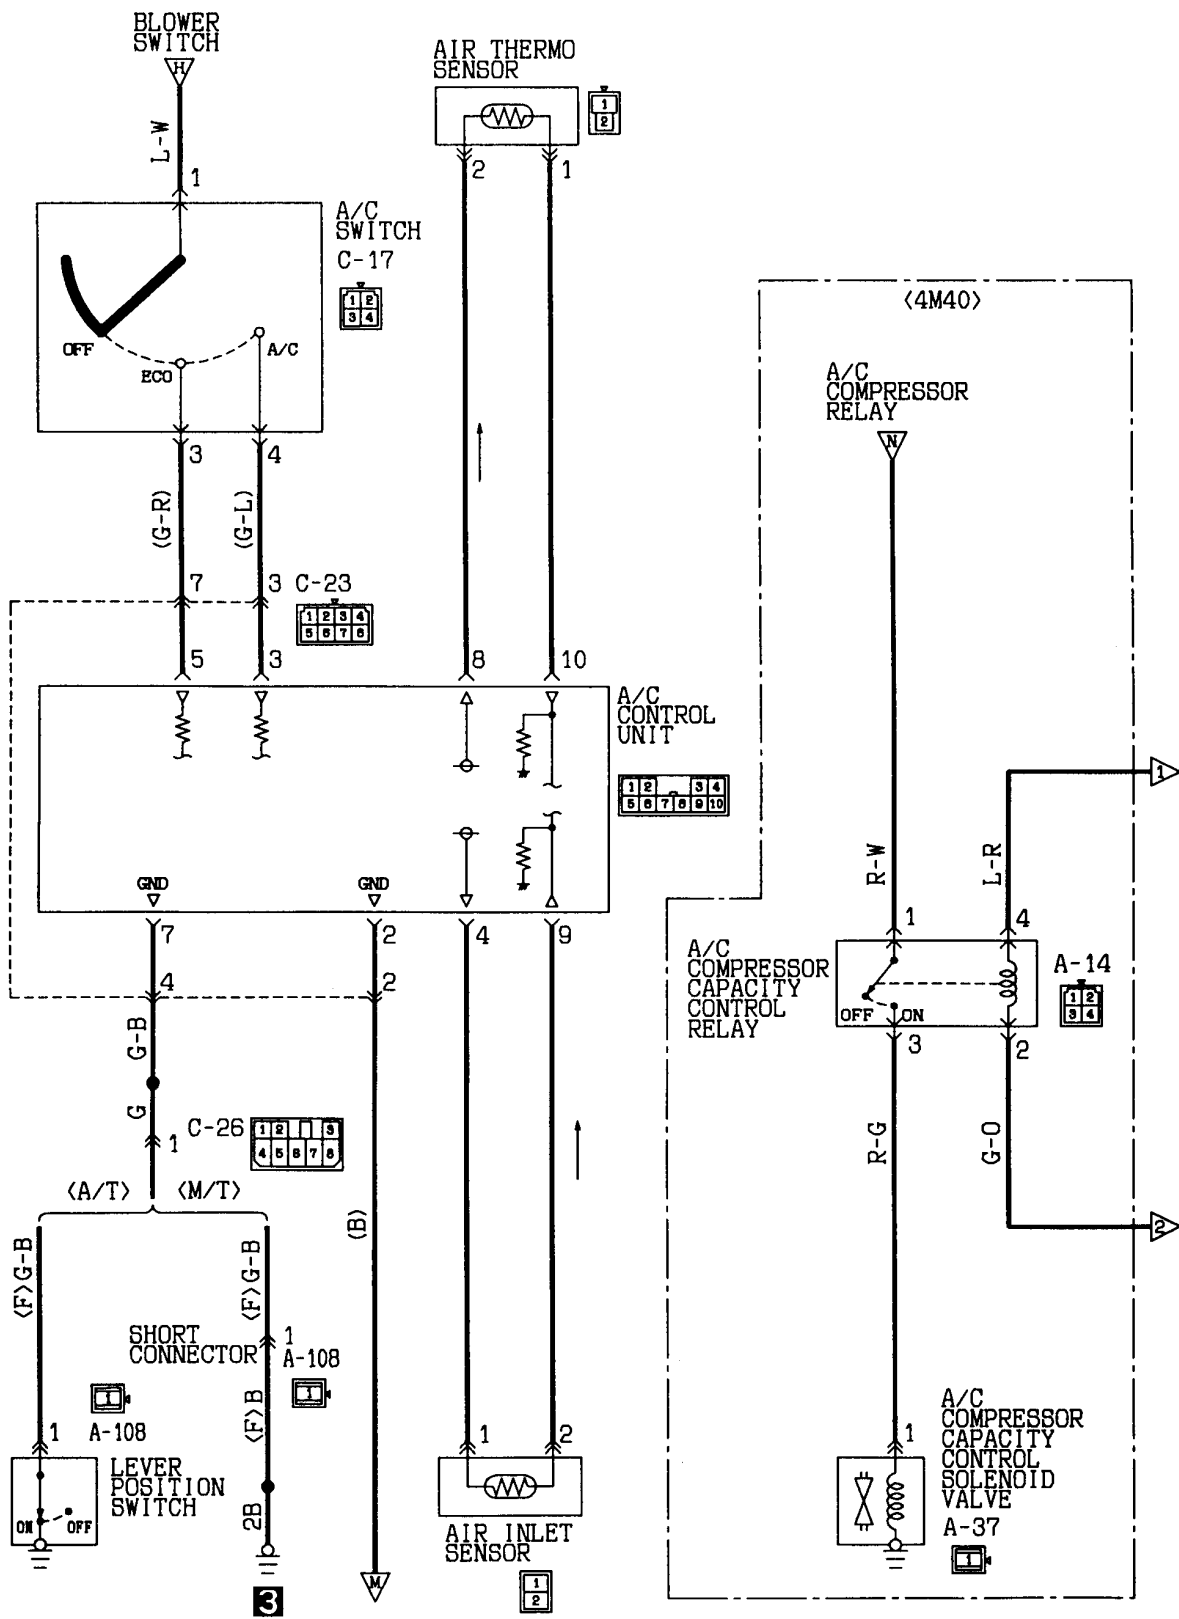 BLOWER
SWITCH
H
L-W
1
A/C
SWITCH
C-17
1 2
3 4
OFF
ECO
A/C
3
4
(G-R)
(G-L)
7
3
C-23
1 2 3 4
5 6 7 8
5
3
AIR THERMO
SENSOR
1
2
2
1
8
10
A/C
CONTROL
UNIT
1 2 3 4
5 6 7 8 9 10
GND
GND
7
2
4
9
4
2
G-B
G
1
C-26
1 2 3
4 5 6 7 8
<A/T>
<M/T>
<F>G-B
<F>G-B
(B)
SHORT
CONNECTOR
1
A-108
1
<F>B
1
A-108
1
LEVER
POSITION
SWITCH
ON
OFF
2B
3
M
1
2
AIR INLET
SENSOR
1
2
<4M40>
A/C
COMPRESSOR
RELAY
N
R-W
L-R
1
1
4
A/C
COMPRESSOR
CAPACITY
CONTROL
RELAY
OFF
ON
A-14
1 2
3 4
3
2
R-G
G-O
2
1
A/C
COMPRESSOR
CAPACITY
CONTROL
SOLENOID
VALVE
A-37
1